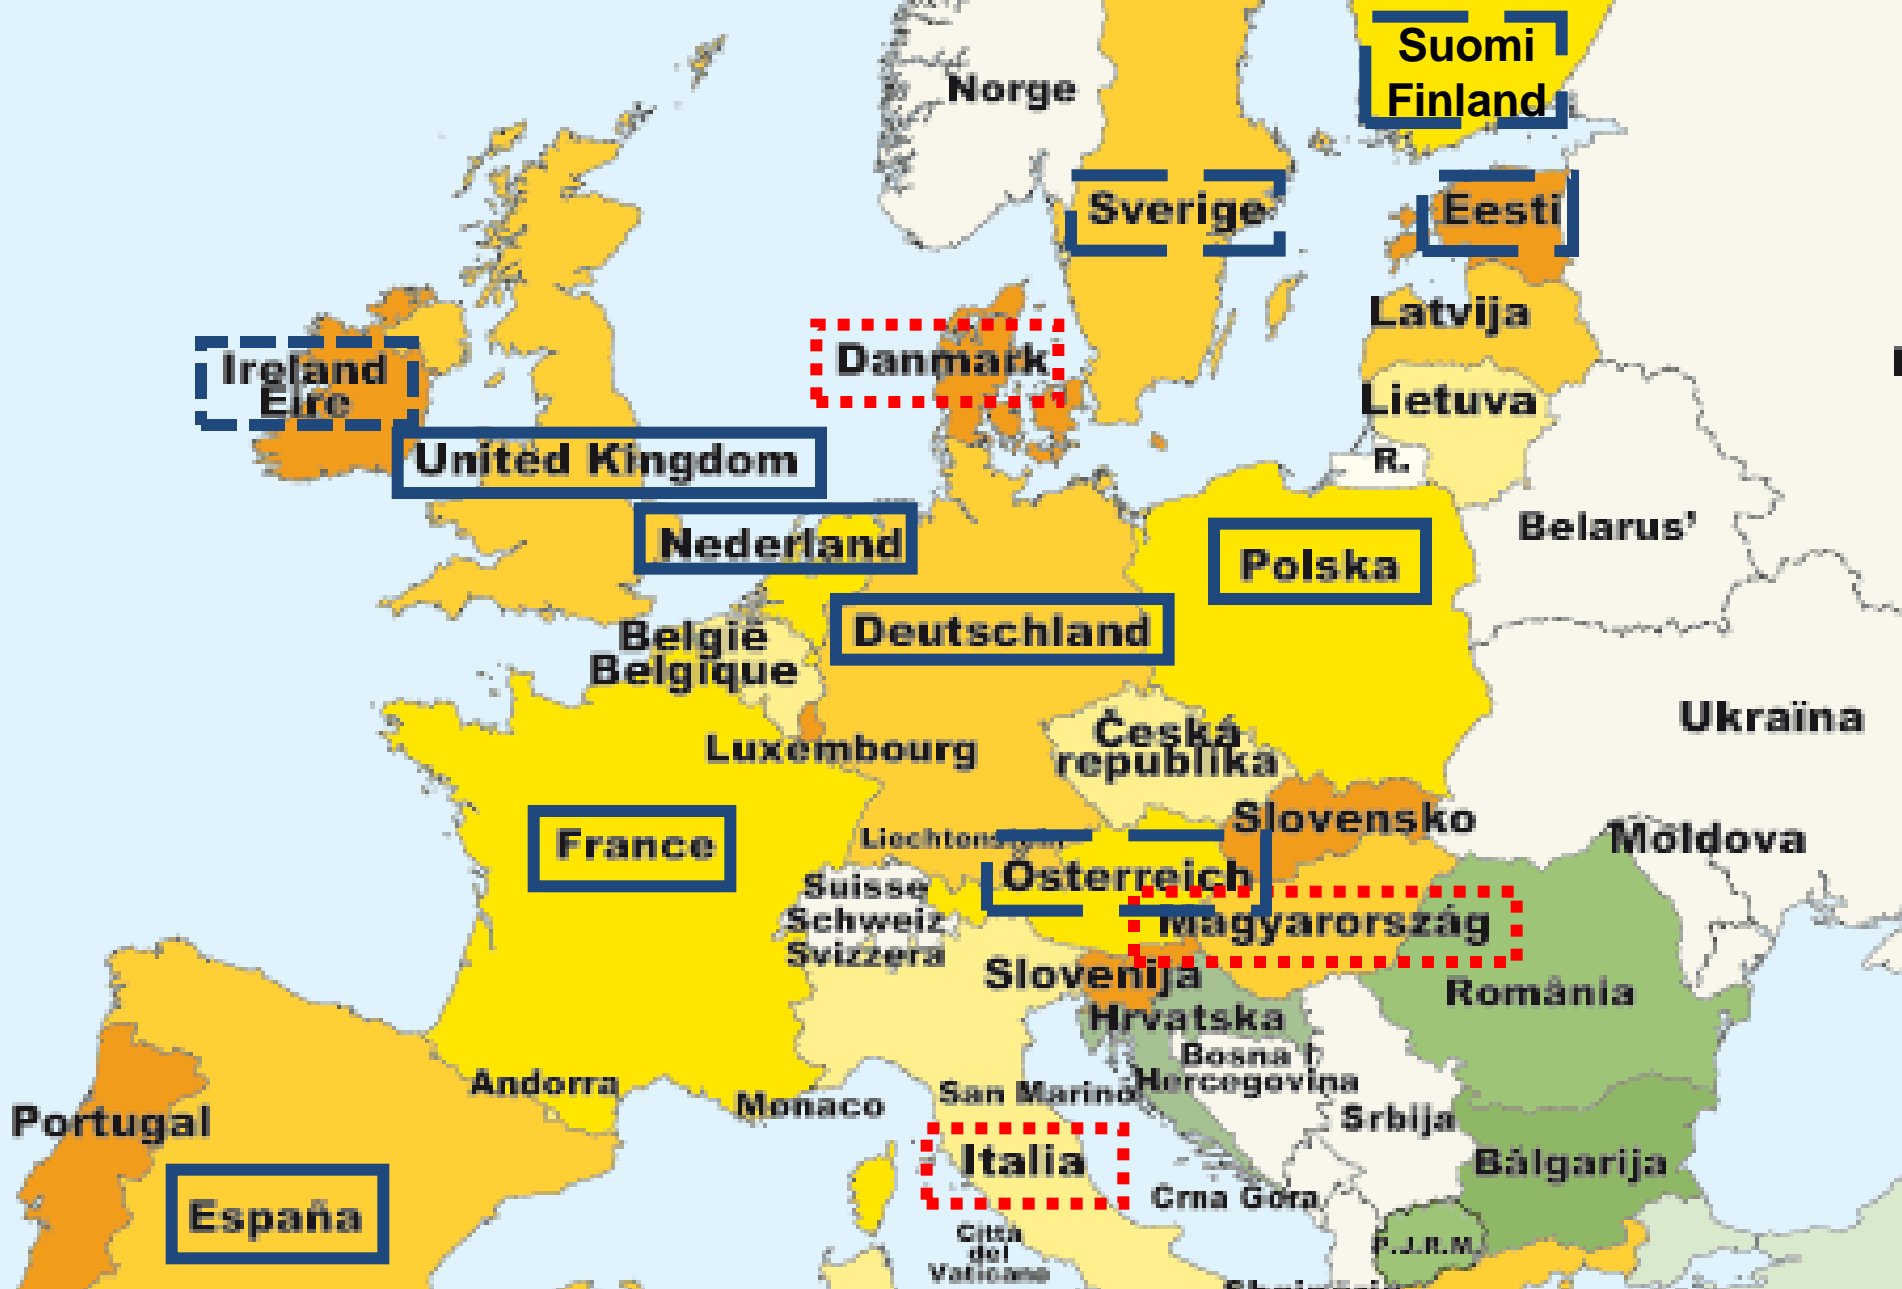 Suomi
Finland
Norge
Sverige
Eesti
Latvija
Ireland
Éire
Danmark
Lietuva
R.
United Kingdom
Belarus’
Nederland
Polska
België
Belgique
Deutschland
Ukraïna
Luxembourg
Česká
republika
Slovensko
Moldova
France
Liechtenstein
Österreich
Suisse
Schweiz
Svizzera
Magyarország
Slovenija
România
Hrvatska
Bosna i
Hercegovina
Andorra
Monaco
San Marino
Portugal
Srbija
Italia
Bălgarija
España
Crna Gora
Città
del
Vaticano
F.J.R.M.